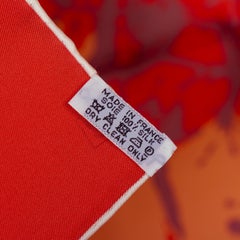 MADE IN FRANCE
SOIE 100% SILK
DRY CLEAN ONLY